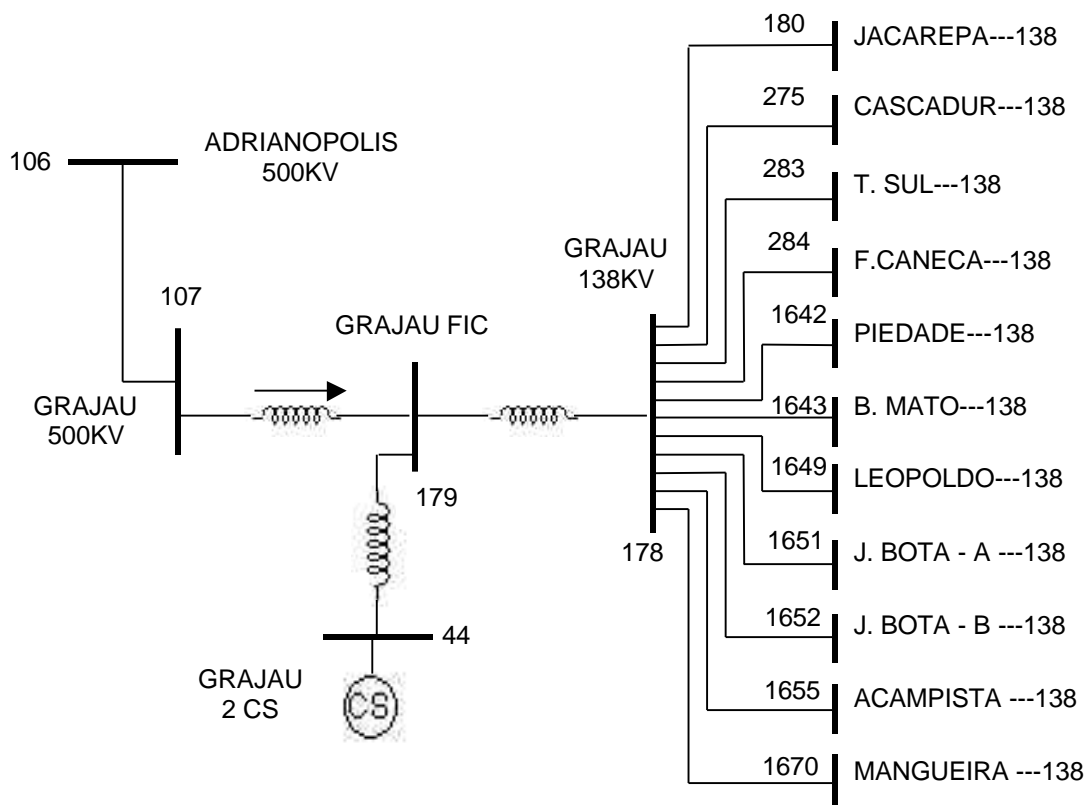 180
JACAREPA---138
275
CASCADUR---138
ADRIANOPOLIS
500KV
106
283
T. SUL---138
GRAJAU
138KV
284
F.CANECA---138
107
GRAJAU FIC
1642
PIEDADE---138
GRAJAU
500KV
1643
B. MATO---138
1649
LEOPOLDO---138
179
178
1651
J. BOTA - A ---138
1652
J. BOTA - B ---138
44
GRAJAU
2 CS
CS
1655
ACAMPISTA ---138
1670
MANGUEIRA ---138